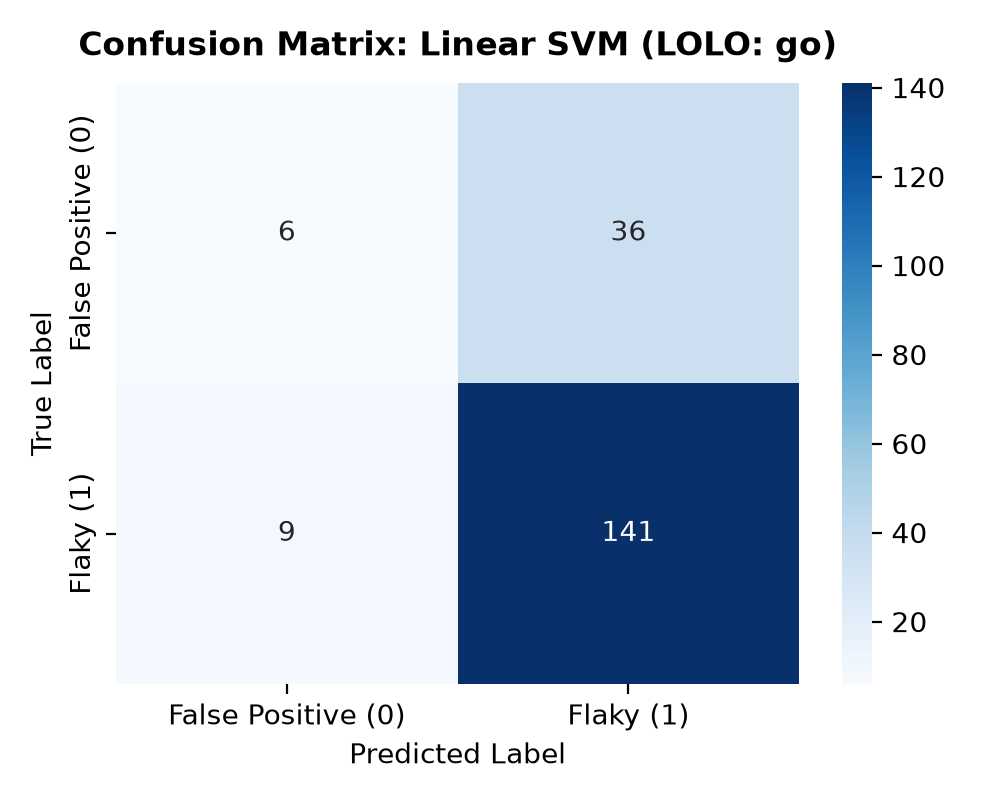 Confusion Matrix: Linear SVM (LOLO: go)
True Label
False Positive (0)
Flaky (1)
6
36
9
141
False Positive (0)
Flaky (1)
Predicted Label
140
120
100
80
60
40
20